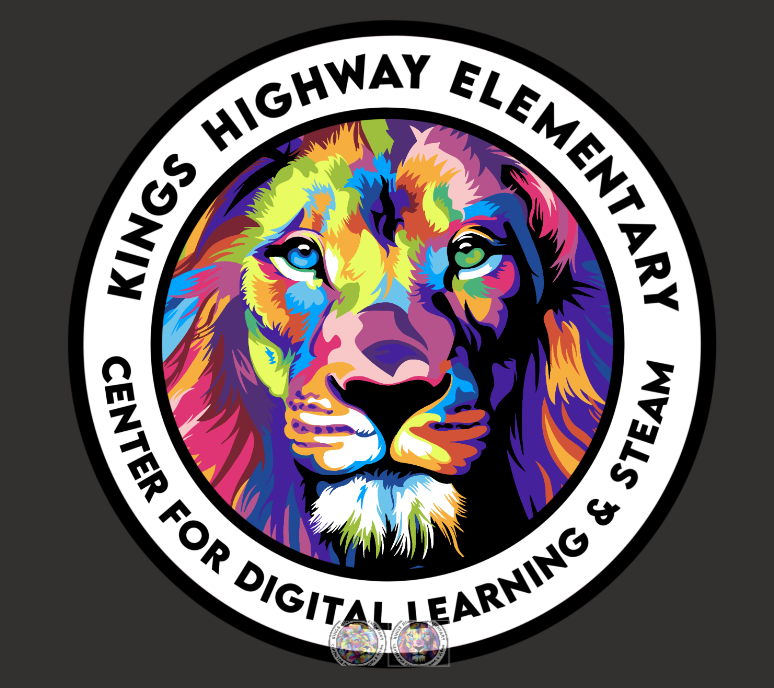 KINGS HIGHWAY ELEMENTARY
CENTER FOR DIGITAL LEARNING & STEAM